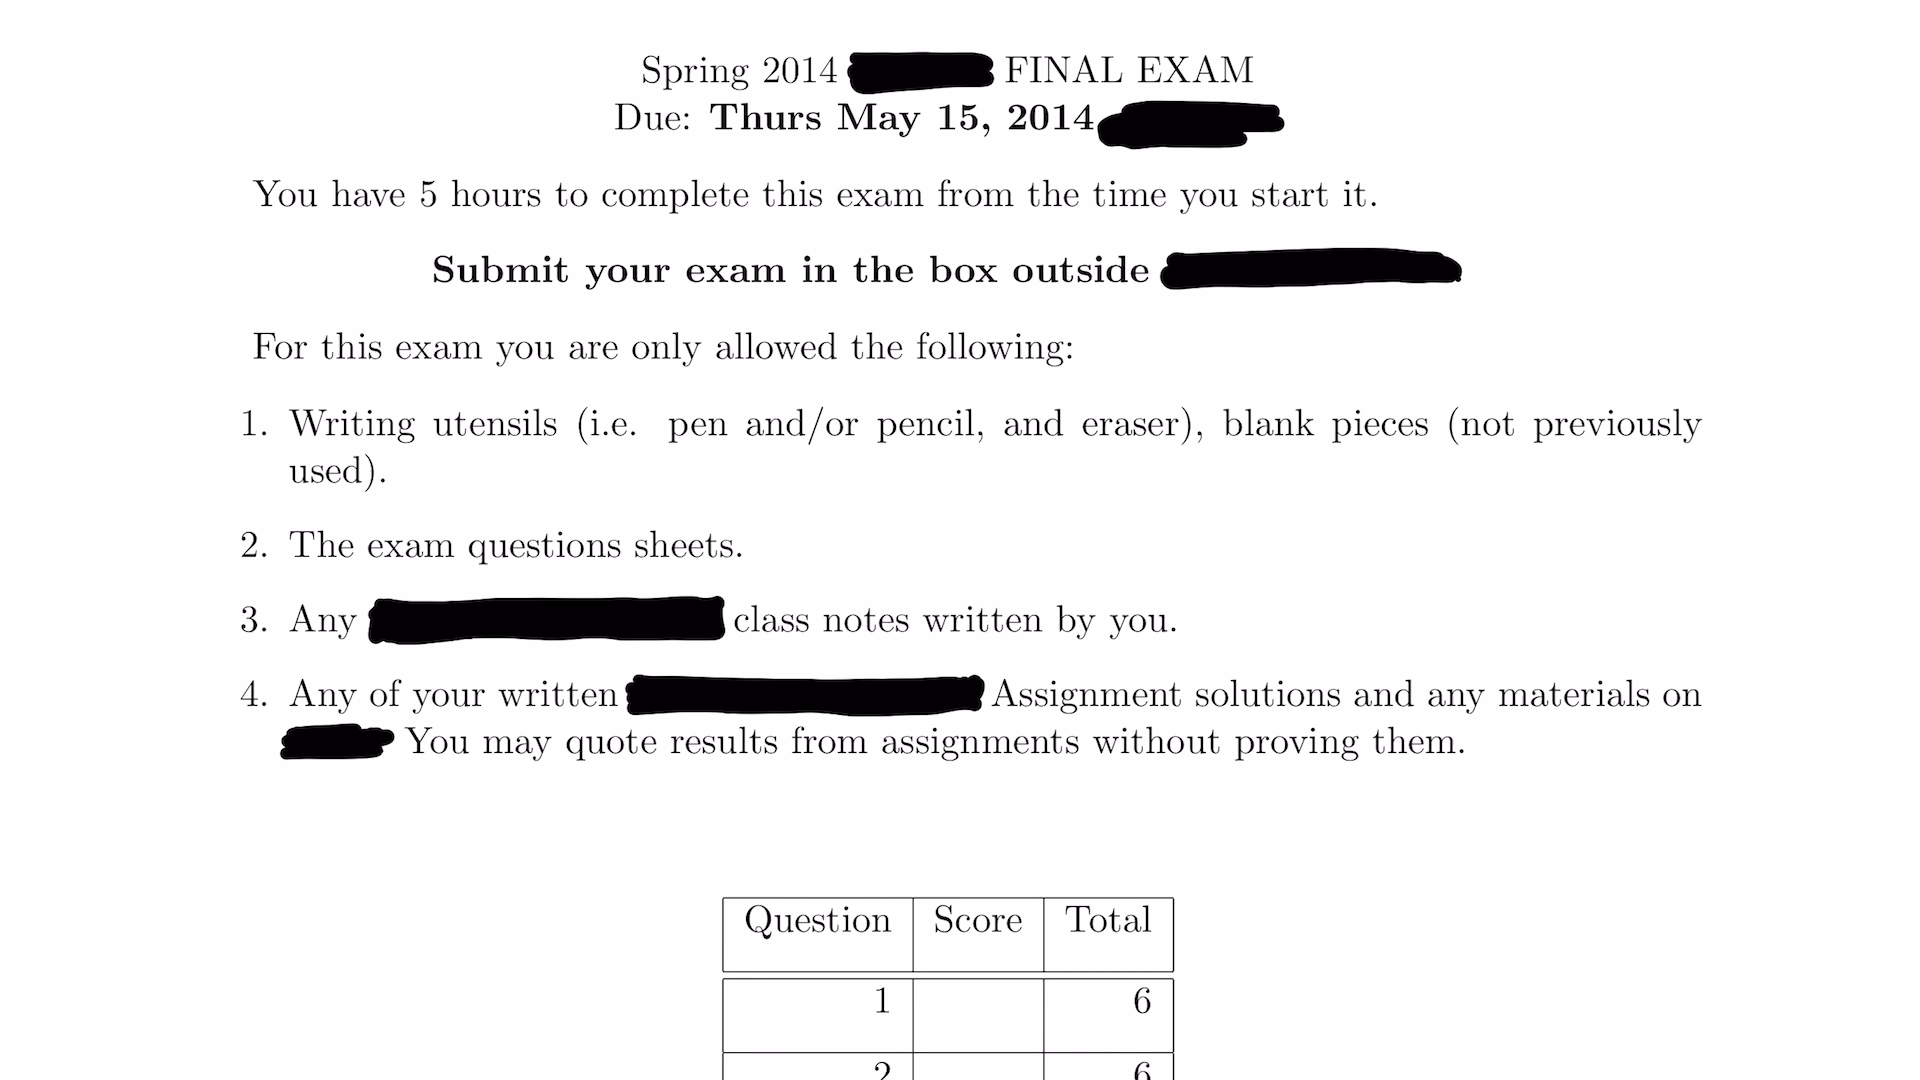 Spring 2014 FINAL EXAM
Due: Thurs May 15, 2014
You have 5 hours to complete this exam from the time you start it.
Submit your exam in the box outside
For this exam you are only allowed the following:
1. Writing utensils (i.e. pen and/or pencil, and eraser), blank pieces (not previously
used).
2. The exam questions sheets.
3. Any class notes written by you.
4. Any of your written Assignment solutions and any materials on
You may quote results from assignments without proving them.
Question Score Total
1 6
2 6